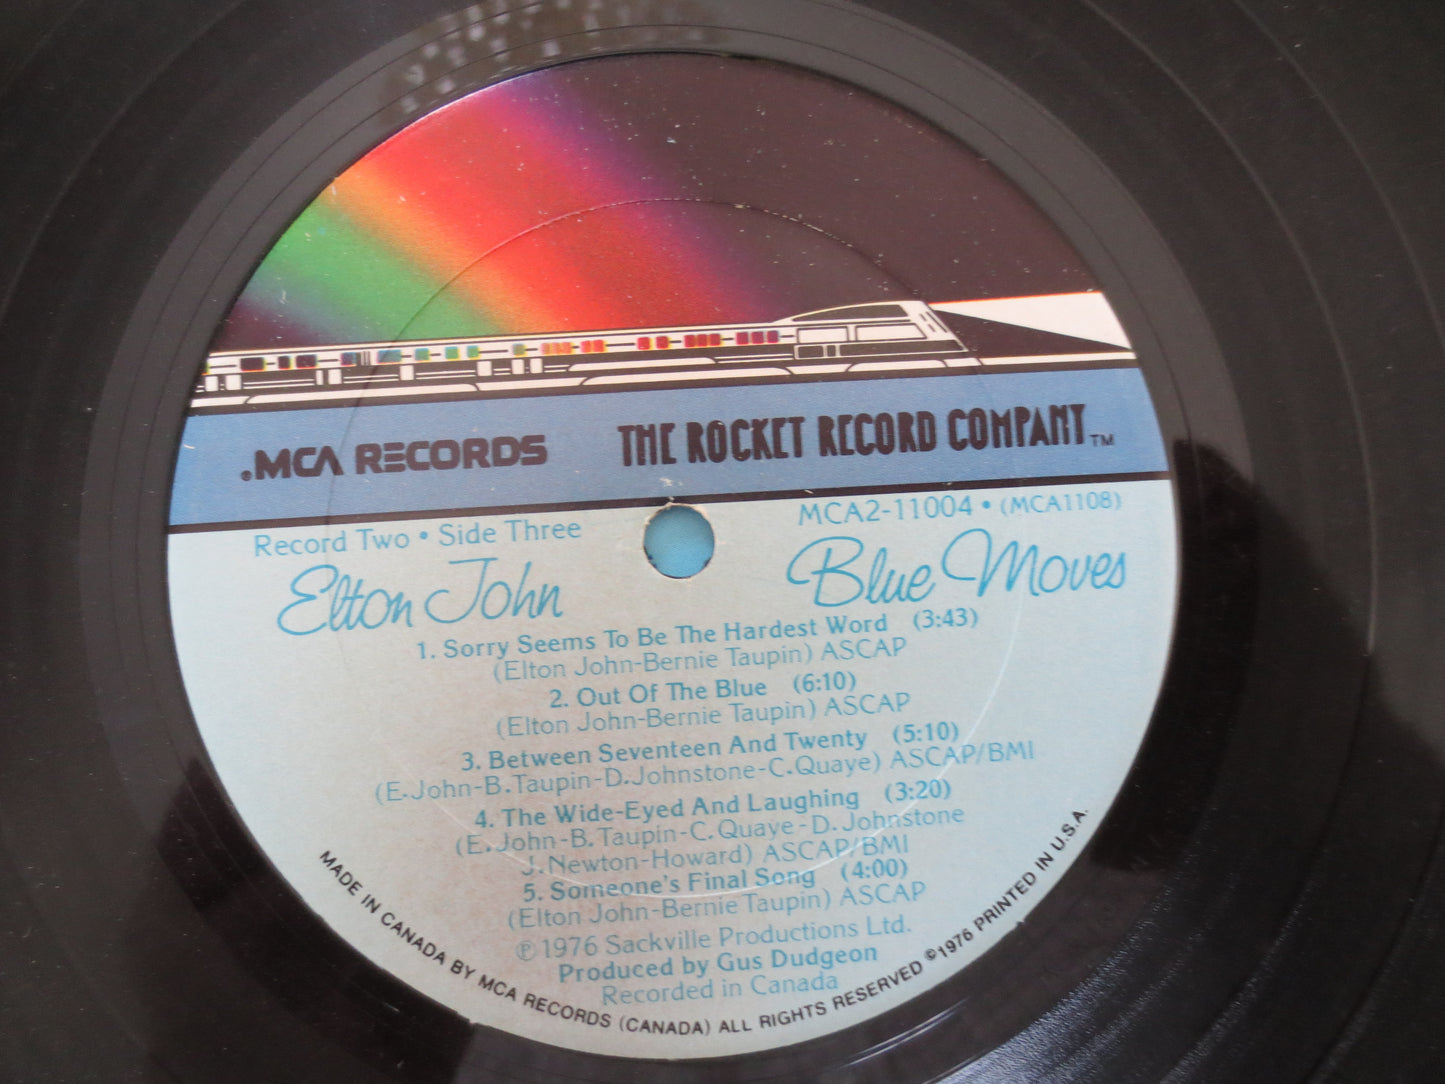 MCA RECORDS THE ROCKET RECORD COMPANY™
Record Two • Side Three MCA2-11004 • (MCA1108)
Elton John Blue Moves
1. Sorry Seems To Be The Hardest Word (3:43)
(Elton John-Bernie Taupin) ASCAP
2. Out Of The Blue (6:10)
(Elton John-Bernie Taupin) ASCAP
3. Between Seventeen And Twenty (5:10)
(E.John-B.Taupin-D.Johnstone-C.Quaye) ASCAP/BMI
4. The Wide-Eyed And Laughing (3:20)
(E.John-B.Taupin-C.Quaye-D.Johnstone
J.Newton-Howard) ASCAP/BMI
5. Someone's Final Song (4:00)
(Elton John-Bernie Taupin) ASCAP
℗1976 Sackville Productions Ltd.
Produced by Gus Dudgeon
Recorded in Canada
MADE IN CANADA BY MCA RECORDS (CANADA) ALL RIGHTS RESERVED ©1976 PRINTED IN U.S.A.